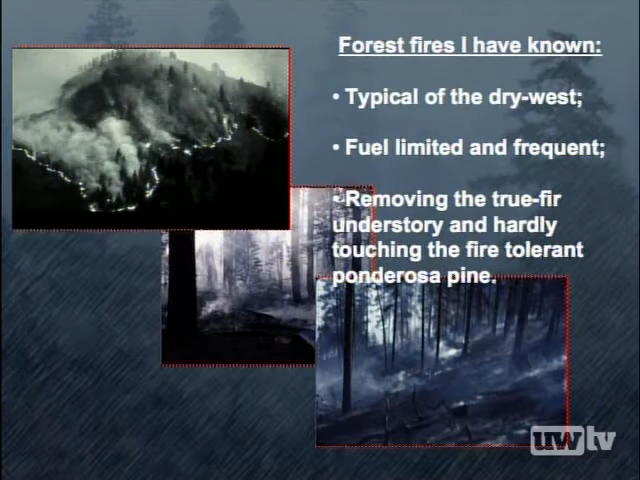 Forest fires I have known:
• Typical of the dry-west;
• Fuel limited and frequent;
• Removing the true-fir
understory and hardly
touching the fire tolerant
ponderosa pine.
uwtv